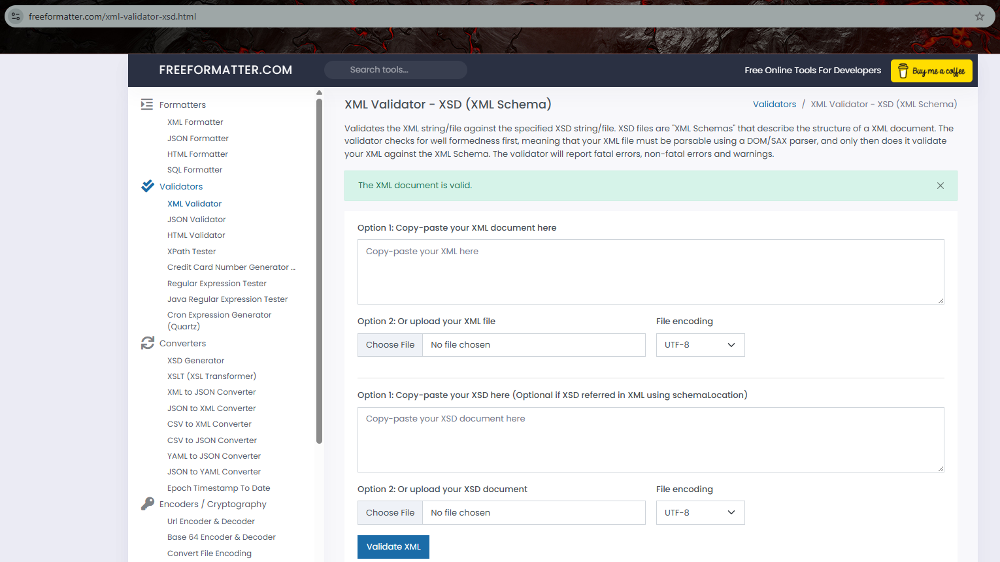 freeformatter.com/xml-validator-xsd.html
FREEFORMATTER.COM
Search tools...
Free Online Tools For Developers
Buy me a coffee
Formatters
XML Formatter
JSON Formatter
HTML Formatter
SQL Formatter
Validators
XML Validator
JSON Validator
HTML Validator
XPath Tester
Credit Card Number Generator ...
Regular Expression Tester
Java Regular Expression Tester
Cron Expression Generator
(Quartz)
Converters
XSD Generator
XSLT (XSL Transformer)
XML to JSON Converter
JSON to XML Converter
CSV to XML Converter
CSV to JSON Converter
YAML to JSON Converter
JSON to YAML Converter
Epoch Timestamp To Date
Encoders / Cryptography
Url Encoder & Decoder
Base 64 Encoder & Decoder
Convert File Encoding
XML Validator - XSD (XML Schema)
Validators / XML Validator - XSD (XML Schema)
Validates the XML string/file against the specified XSD string/file. XSD files are "XML Schemas" that describe the structure of a XML document. The
validator checks for well formedness first, meaning that your XML file must be parsable using a DOM/SAX parser, and only then does it validate
your XML against the XML Schema. The validator will report fatal errors, non-fatal errors and warnings.
The XML document is valid.
Option 1: Copy-paste your XML document here
Copy-paste your XML here
Option 2: Or upload your XML file
File encoding
Choose File No file chosen
UTF-8
Option 1: Copy-paste your XSD here (Optional if XSD referred in XML using schemaLocation)
Copy-paste your XSD document here
Option 2: Or upload your XSD document
File encoding
Choose File No file chosen
UTF-8
Validate XML